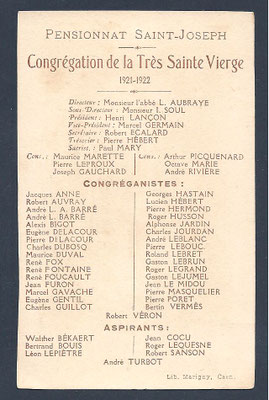 PENSIONNAT SAINT-JOSEPH
Congrégation de la Très Sainte Vierge
1921-1922
Directeur : Monsieur l'abbé L. AUBRAYE
Sous-Directeur : Monsieur I. SOUL
Président : Henri LANÇON
Vice-Président : Marcel GERMAIN
Secrétaire : Robert ECALARD
Trésorier : Pierre HÉBERT
Sacrist. : Paul MARY
Cons. : Maurice MARETTE
Pierre LEPROUX
Joseph GAUCHARD
Cons. : Arthur PICQUENARD
Octave MARIE
André RIVIÈRE
CONGRÉGANISTES :
Jacques ANNE
Robert AUVRAY
André L. A. BARRÉ
André L. BARRÉ
Alexis BIGOT
Eugène DELACOUR
Pierre DELACOUR
Charles DUBOSQ
Maurice DUVAL
René FOX
René FONTAINE
René FOUCAULT
Jean FURON
Marcel GAVACHE
Eugène GENTIL
Charles GUILLOT
Georges HASTAIN
Lucien HÉBERT
Pierre HERMOND
Roger HUSSON
Alphonse JARDIN
Charles JOURDAN
André LEBLANC
Pierre LEBOUC
Roland LEBRET
Gaston LEBRUN
Roger LEGRAND
Gaston LEJUMEL
Jean LE MIDOU
Pierre MASQUELIER
Pierre PORET
Bertin VERMÈS
Robert VÉRON
ASPIRANTS :
Walther BÉKAERT
Bertrand BOUIS
Léon LEPIÈTRE
Jean COCU
Roger LEQUESNE
Robert SANSON
André TURBOT
Lib. Marigny, Caen.